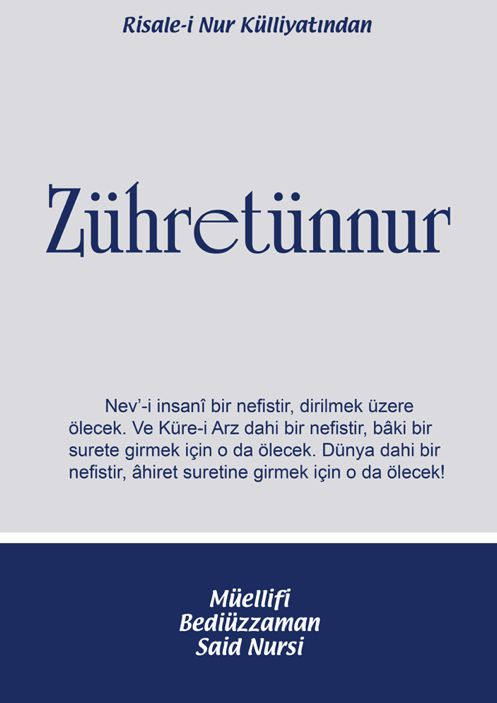 Risale-i Nur Külliyatından
Zühretünnur
Nev'-i insanî bir nefistir, dirilmek üzere
ölecek. Ve Küre-i Arz dahi bir nefistir, bâki bir
surete girmek için o da ölecek. Dünya dahi bir
nefistir, âhiret suretine girmek için o da ölecek!
Müellifi
Bediüzzaman
Said Nursi